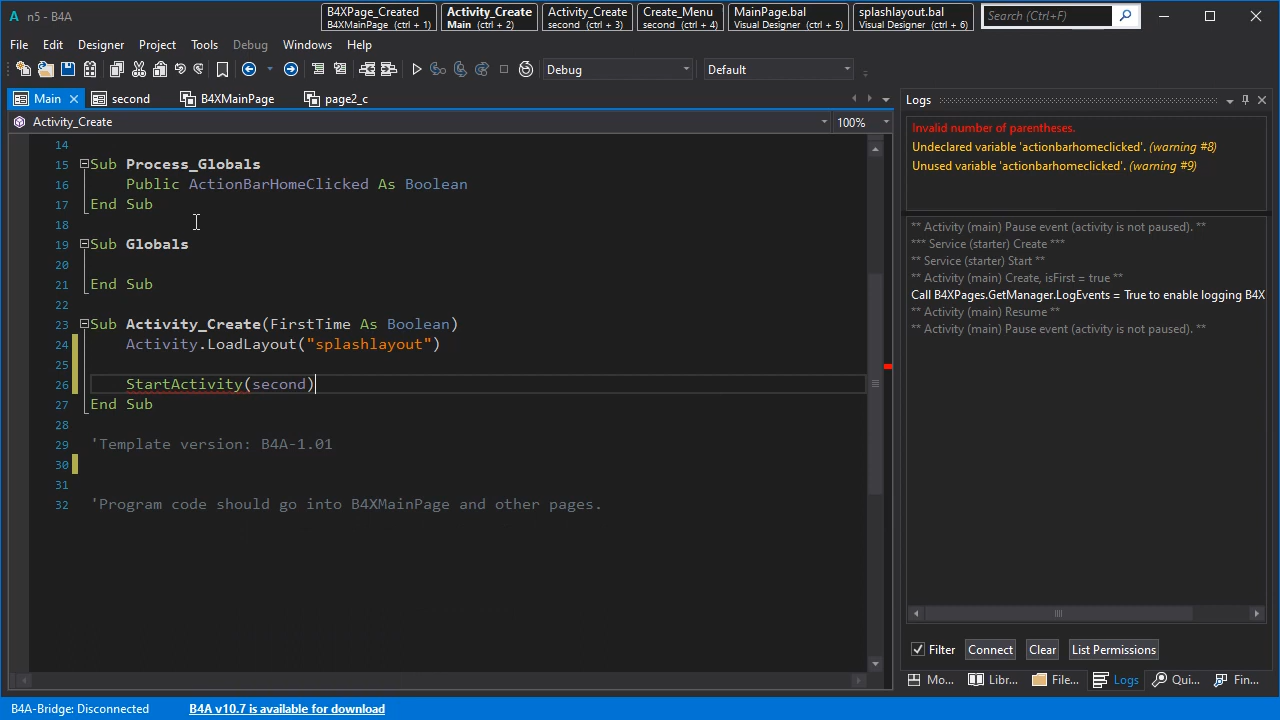 n5 - B4A
B4XPage_Created
B4XMainPage (ctrl + 1)
Activity_Create
Main (ctrl + 2)
Activity_Create
second (ctrl + 3)
Create_Menu
second (ctrl + 4)
MainPage.bal
Visual Designer (ctrl + 5)
splashlayout.bal
Visual Designer (ctrl + 6)
Search (Ctrl+F)
File Edit Designer Project Tools Debug Windows Help
Debug Default
Main second B4XMainPage page2_c
Activity_Create 100%
14
15 Sub Process_Globals
16 Public ActionBarHomeClicked As Boolean
17 End Sub
18
19 Sub Globals
20
21 End Sub
22
23 Sub Activity_Create(FirstTime As Boolean)
24 Activity.LoadLayout("splashlayout")
25
26 StartActivity(second)
27 End Sub
28
29 'Template version: B4A-1.01
30
31
32 'Program code should go into B4XMainPage and other pages.
Logs
Invalid number of parentheses.
Undeclared variable 'actionbarhomeclicked'. (warning #8)
Unused variable 'actionbarhomeclicked'. (warning #9)
** Activity (main) Pause event (activity is not paused). **
*** Service (starter) Create ***
** Service (starter) Start **
** Activity (main) Create, isFirst = true **
Call B4XPages.GetManager.LogEvents = True to enable logging B4X
** Activity (main) Resume **
** Activity (main) Pause event (activity is not paused). **
Filter Connect Clear List Permissions
Mo... Libr... File... Logs Qui... Fin...
B4A-Bridge: Disconnected B4A v10.7 is available for download